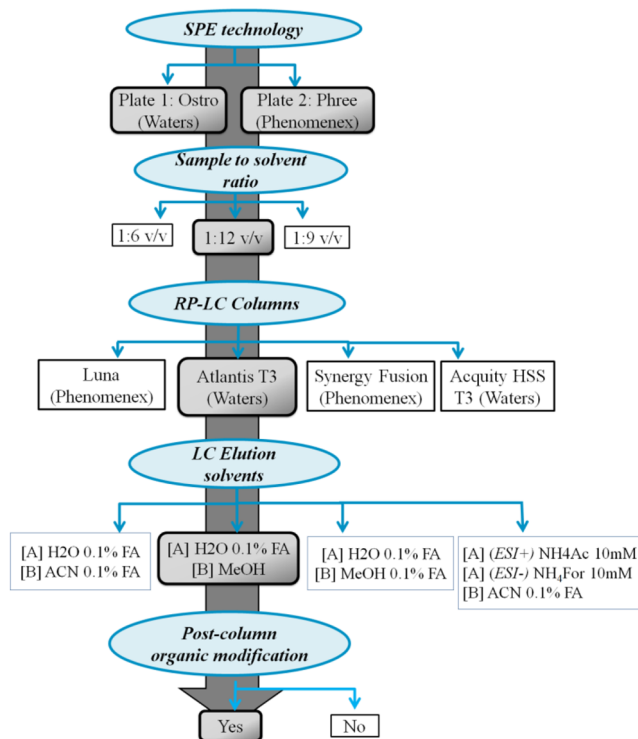 SPE technology
Plate 1: Ostro
(Waters)
Plate 2: Phree
(Phenomenex)
Sample to solvent
ratio
1:6 v/v
1:12 v/v
1:9 v/v
RP-LC Columns
Luna
(Phenomenex)
Atlantis T3
(Waters)
Synergy Fusion
(Phenomenex)
Acquity HSS
T3 (Waters)
LC Elution
solvents
[A] H2O 0.1% FA
[B] ACN 0.1% FA
[A] H2O 0.1% FA
[B] MeOH
[A] H2O 0.1% FA
[B] MeOH 0.1% FA
[A] (ESI+) NH4Ac 10mM
[A] (ESI-) NH₄For 10mM
[B] ACN 0.1% FA
Post-column
organic modification
Yes
No